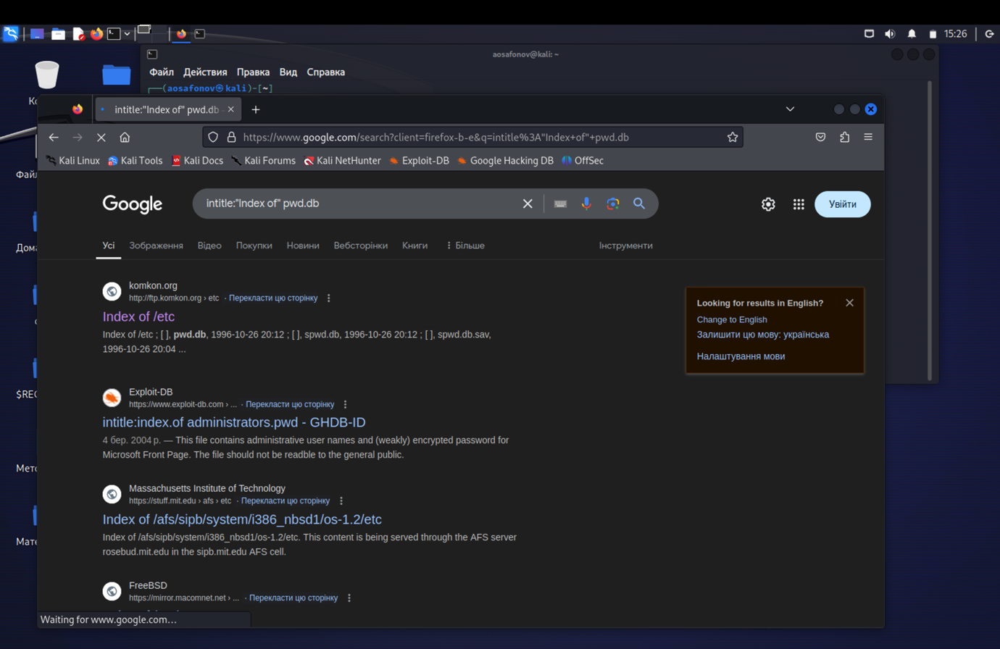 15:26
aosafonov@kali: ~
Файл Действия Правка Вид Справка
(aosafonov㉿kali)-[~]
intitle:"Index of" pwd.db
https://www.google.com/search?client=firefox-b-e&q=intitle%3A"Index+of"+pwd.db
Kali Linux Kali Tools Kali Docs Kali Forums Kali NetHunter Exploit-DB Google Hacking DB OffSec
Google
intitle:"Index of" pwd.db
Увійти
Усі Зображення Відео Покупки Новини Вебсторінки Книги Більше Інструменти
komkon.org
http://ftp.komkon.org › etc · Перекласти цю сторінку
Index of /etc
Index of /etc ; [ ], pwd.db, 1996-10-26 20:12 ; [ ], spwd.db, 1996-10-26 20:12 ; [ ], spwd.db.sav,
1996-10-26 20:04 ...
Looking for results in English?
Change to English
Залишити цю мову: українська
Налаштування мови
Exploit-DB
https://www.exploit-db.com › ... · Перекласти цю сторінку
intitle:index.of administrators.pwd - GHDB-ID
4 бер. 2004 р. — This file contains administrative user names and (weakly) encrypted password for
Microsoft Front Page. The file should not be readble to the general public.
Massachusetts Institute of Technology
https://stuff.mit.edu › afs › etc · Перекласти цю сторінку
Index of /afs/sipb/system/i386_nbsd1/os-1.2/etc
Index of /afs/sipb/system/i386_nbsd1/os-1.2/etc. This content is being served through the AFS server
rosebud.mit.edu in the sipb.mit.edu AFS cell.
FreeBSD
https://mirror.macomnet.net › ... · Перекласти цю сторінку
Waiting for www.google.com…